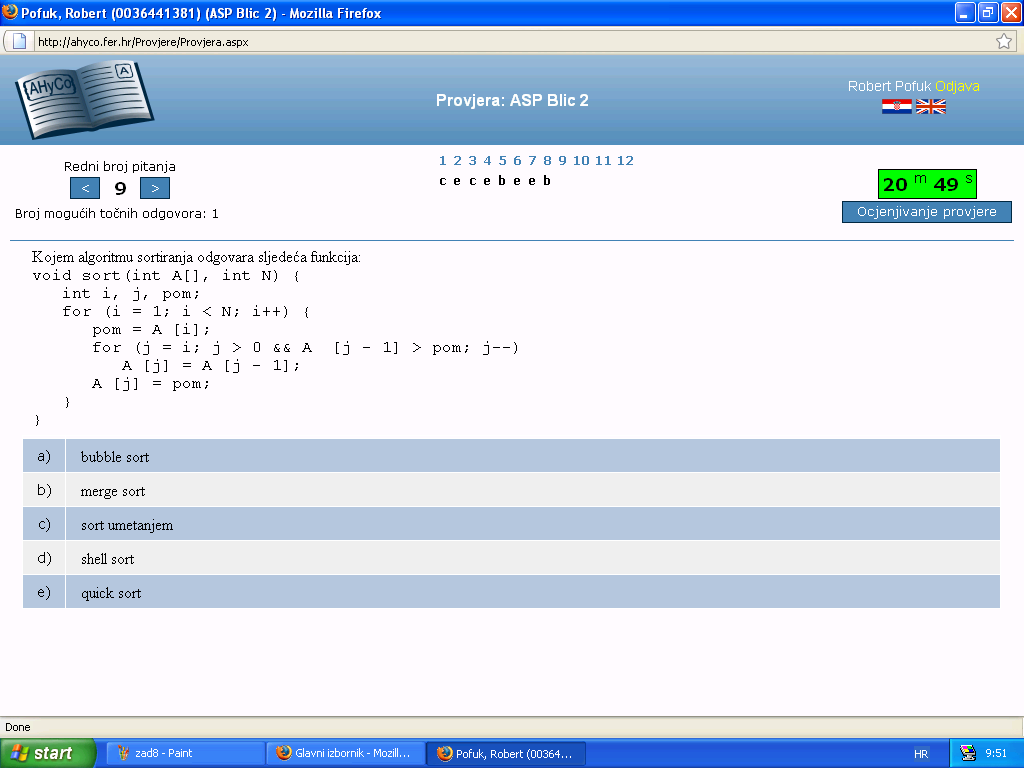 Pofuk, Robert (0036441381) (ASP Blic 2) - Mozilla Firefox
http://ahyco.fer.hr/Provjere/Provjera.aspx
{AHyCo}
A
Provjera: ASP Blic 2
Robert Pofuk Odjava
Redni broj pitanja
< 9 >
Broj mogućih točnih odgovora: 1
1 2 3 4 5 6 7 8 9 10 11 12
c e c e b e e b
20 m 49 s
Ocjenjivanje provjere
Kojem algoritmu sortiranja odgovara sljedeća funkcija:
void sort(int A[], int N) {
   int i, j, pom;
   for (i = 1; i < N; i++) {
      pom = A [i];
      for (j = i; j > 0 && A  [j - 1] > pom; j--)
         A [j] = A [j - 1];
      A [j] = pom;
   }
}
a) bubble sort
b) merge sort
c) sort umetanjem
d) shell sort
e) quick sort
Done
start
zad8 - Paint
Glavni izbornik - Mozill...
Pofuk, Robert (00364...
HR
9:51